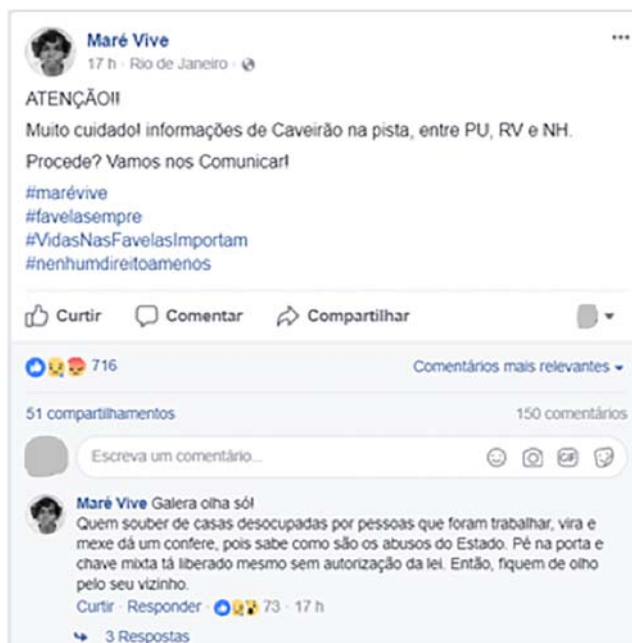 Maré Vive
17 h · Rio de Janeiro ·
ATENÇÃO!!
Muito cuidado! informações de Caveirão na pista, entre PU, RV e NH.
Procede? Vamos nos Comunicar!
#marévive
#favelasempre
#VidasNasFavelasImportam
#nenhumdireitoamenos
Curtir Comentar Compartilhar
716 Comentários mais relevantes
51 compartilhamentos 150 comentários
Escreva um comentário... GIF
Maré Vive Galera olha só!
Quem souber de casas desocupadas por pessoas que foram trabalhar, vira e
mexe dá um confere, pois sabe como são os abusos do Estado. Pé na porta e
chave mixta tá liberado mesmo sem autorização da lei. Então, fiquem de olho
pelo seu vizinho.
Curtir · Responder · 73 · 17 h
3 Respostas